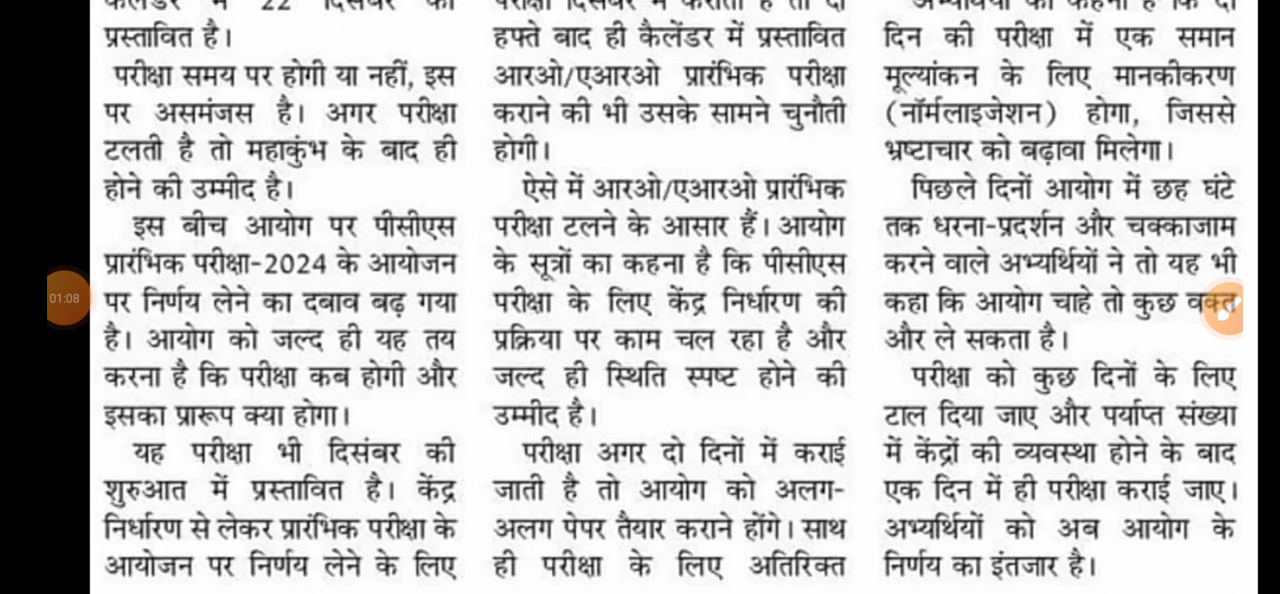 प्रस्तावित है।
परीक्षा समय पर होगी या नहीं, इस
पर असमंजस है। अगर परीक्षा
टलती है तो महाकुंभ के बाद ही
होने की उम्मीद है।
इस बीच आयोग पर पीसीएस
प्रारंभिक परीक्षा-2024 के आयोजन
पर निर्णय लेने का दबाव बढ़ गया
है। आयोग को जल्द ही यह तय
करना है कि परीक्षा कब होगी और
इसका प्रारूप क्या होगा।
यह परीक्षा भी दिसंबर की
शुरुआत में प्रस्तावित है। केंद्र
निर्धारण से लेकर प्रारंभिक परीक्षा के
आयोजन पर निर्णय लेने के लिए
हफ्ते बाद ही कैलेंडर में प्रस्तावित
आरओ/एआरओ प्रारंभिक परीक्षा
कराने की भी उसके सामने चुनौती
होगी।
ऐसे में आरओ/एआरओ प्रारंभिक
परीक्षा टलने के आसार हैं। आयोग
के सूत्रों का कहना है कि पीसीएस
परीक्षा के लिए केंद्र निर्धारण की
प्रक्रिया पर काम चल रहा है और
जल्द ही स्थिति स्पष्ट होने की
उम्मीद है।
परीक्षा अगर दो दिनों में कराई
जाती है तो आयोग को अलग-
अलग पेपर तैयार कराने होंगे। साथ
ही परीक्षा के लिए अतिरिक्त
दिन की परीक्षा में एक समान
मूल्यांकन के लिए मानकीकरण
(नॉर्मलाइजेशन) होगा, जिससे
भ्रष्टाचार को बढ़ावा मिलेगा।
पिछले दिनों आयोग में छह घंटे
तक धरना-प्रदर्शन और चक्काजाम
करने वाले अभ्यर्थियों ने तो यह भी
कहा कि आयोग चाहे तो कुछ वक्त
और ले सकता है।
परीक्षा को कुछ दिनों के लिए
टाल दिया जाए और पर्याप्त संख्या
में केंद्रों की व्यवस्था होने के बाद
एक दिन में ही परीक्षा कराई जाए।
अभ्यर्थियों को अब आयोग के
निर्णय का इंतजार है।
01:08